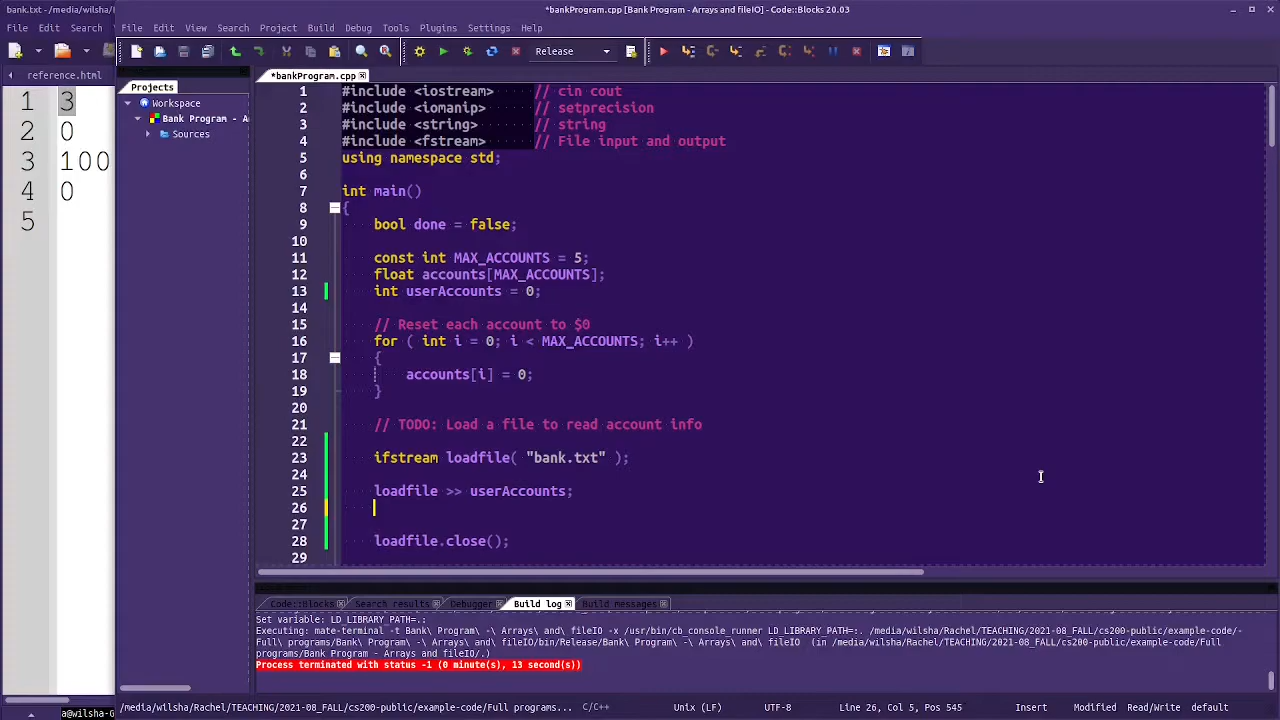 bank.txt - /media/wilsha/
*bankProgram.cpp [Bank Program - Arrays and fileIO] - Code::Blocks 20.03
File Edit Search
File Edit View Search Project Build Debug Tools Plugins Settings
Release
reference.html
Projects
*bankProgram.cpp
Workspace
Bank Program - A
Sources
1 3
2 0
3 100
4 0
5
1 #include <iostream> // cin cout
2 #include <iomanip> // setprecision
3 #include <string> // string
4 #include <fstream> // File input and output
5 using namespace std;
6
7 int main()
8 {
9 bool done = false;
10
11 const int MAX_ACCOUNTS = 5;
12 float accounts[MAX_ACCOUNTS];
13 int userAccounts = 0;
14
15 // Reset each account to $0
16 for ( int i = 0; i < MAX_ACCOUNTS; i++ )
17 {
18 accounts[i] = 0;
19 }
20
21 // TODO: Load a file to read account info
22
23 ifstream loadfile( "bank.txt" );
24
25 loadfile >> userAccounts;
26
27
28 loadfile.close();
29
Code::Blocks Search results Debugger Build log Build messages
Set variable: LD_LIBRARY_PATH=.:
Executing: mate-terminal -t Bank\ Program\ -\ Arrays\ and\ fileIO -x /usr/bin/cb_console_runner LD_LIBRARY_PATH=:. /media/wilsha/Rachel/TEACHING/2021-08_FALL/cs200-public/example-code/-
Full\ programs/Bank\ Program\ -\ Arrays\ and\ fileIO/bin/Release/Bank\ Program\ -\ Arrays\ and\ fileIO (in /media/wilsha/Rachel/TEACHING/2021-08_FALL/cs200-public/example-code/Full
programs/Bank Program - Arrays and fileIO/.)
Process terminated with status -1 (0 minute(s), 13 second(s))
a@wilsha-G
/media/wilsha/Rachel/TEACHING/2021-08_FALL/cs200-public/example-code/Full programs... C/C++ Unix (LF) UTF-8 Line 26, Col 5, Pos 545 Insert Modified Read/Write default